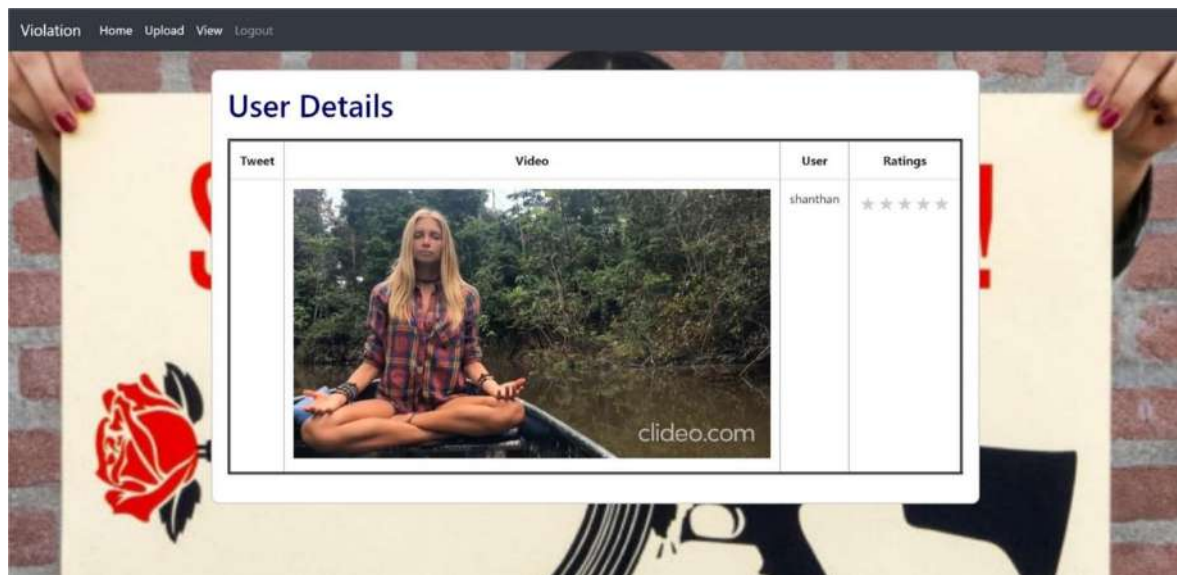 Violation Home Upload View Logout
User Details
Tweet Video User Ratings
shanthan
clideo.com